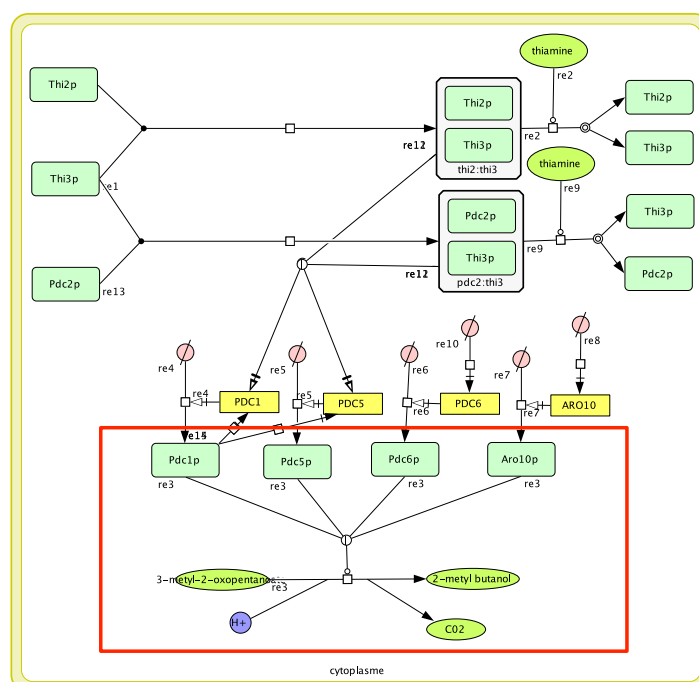 thiamine
re2
Thi2p
Thi2p
Thi2p
re12
Thi3p
re2
Thi3p
thi2:thi3
thiamine
Thi3p
re1
re9
Pdc2p
Thi3p
re12
Thi3p
re9
Pdc2p
re13
Pdc2p
pdc2:thi3
re4
re5
re6
re10
re7
re8
re4
PDC1
re5
PDC5
re6
PDC6
re7
ARO10
Pdc1p
Pdc5p
Pdc6p
Aro10p
re3
re3
re3
re3
3-metyl-2-oxopentanoate
re3
2-metyl butanol
H+
C02
cytoplasme